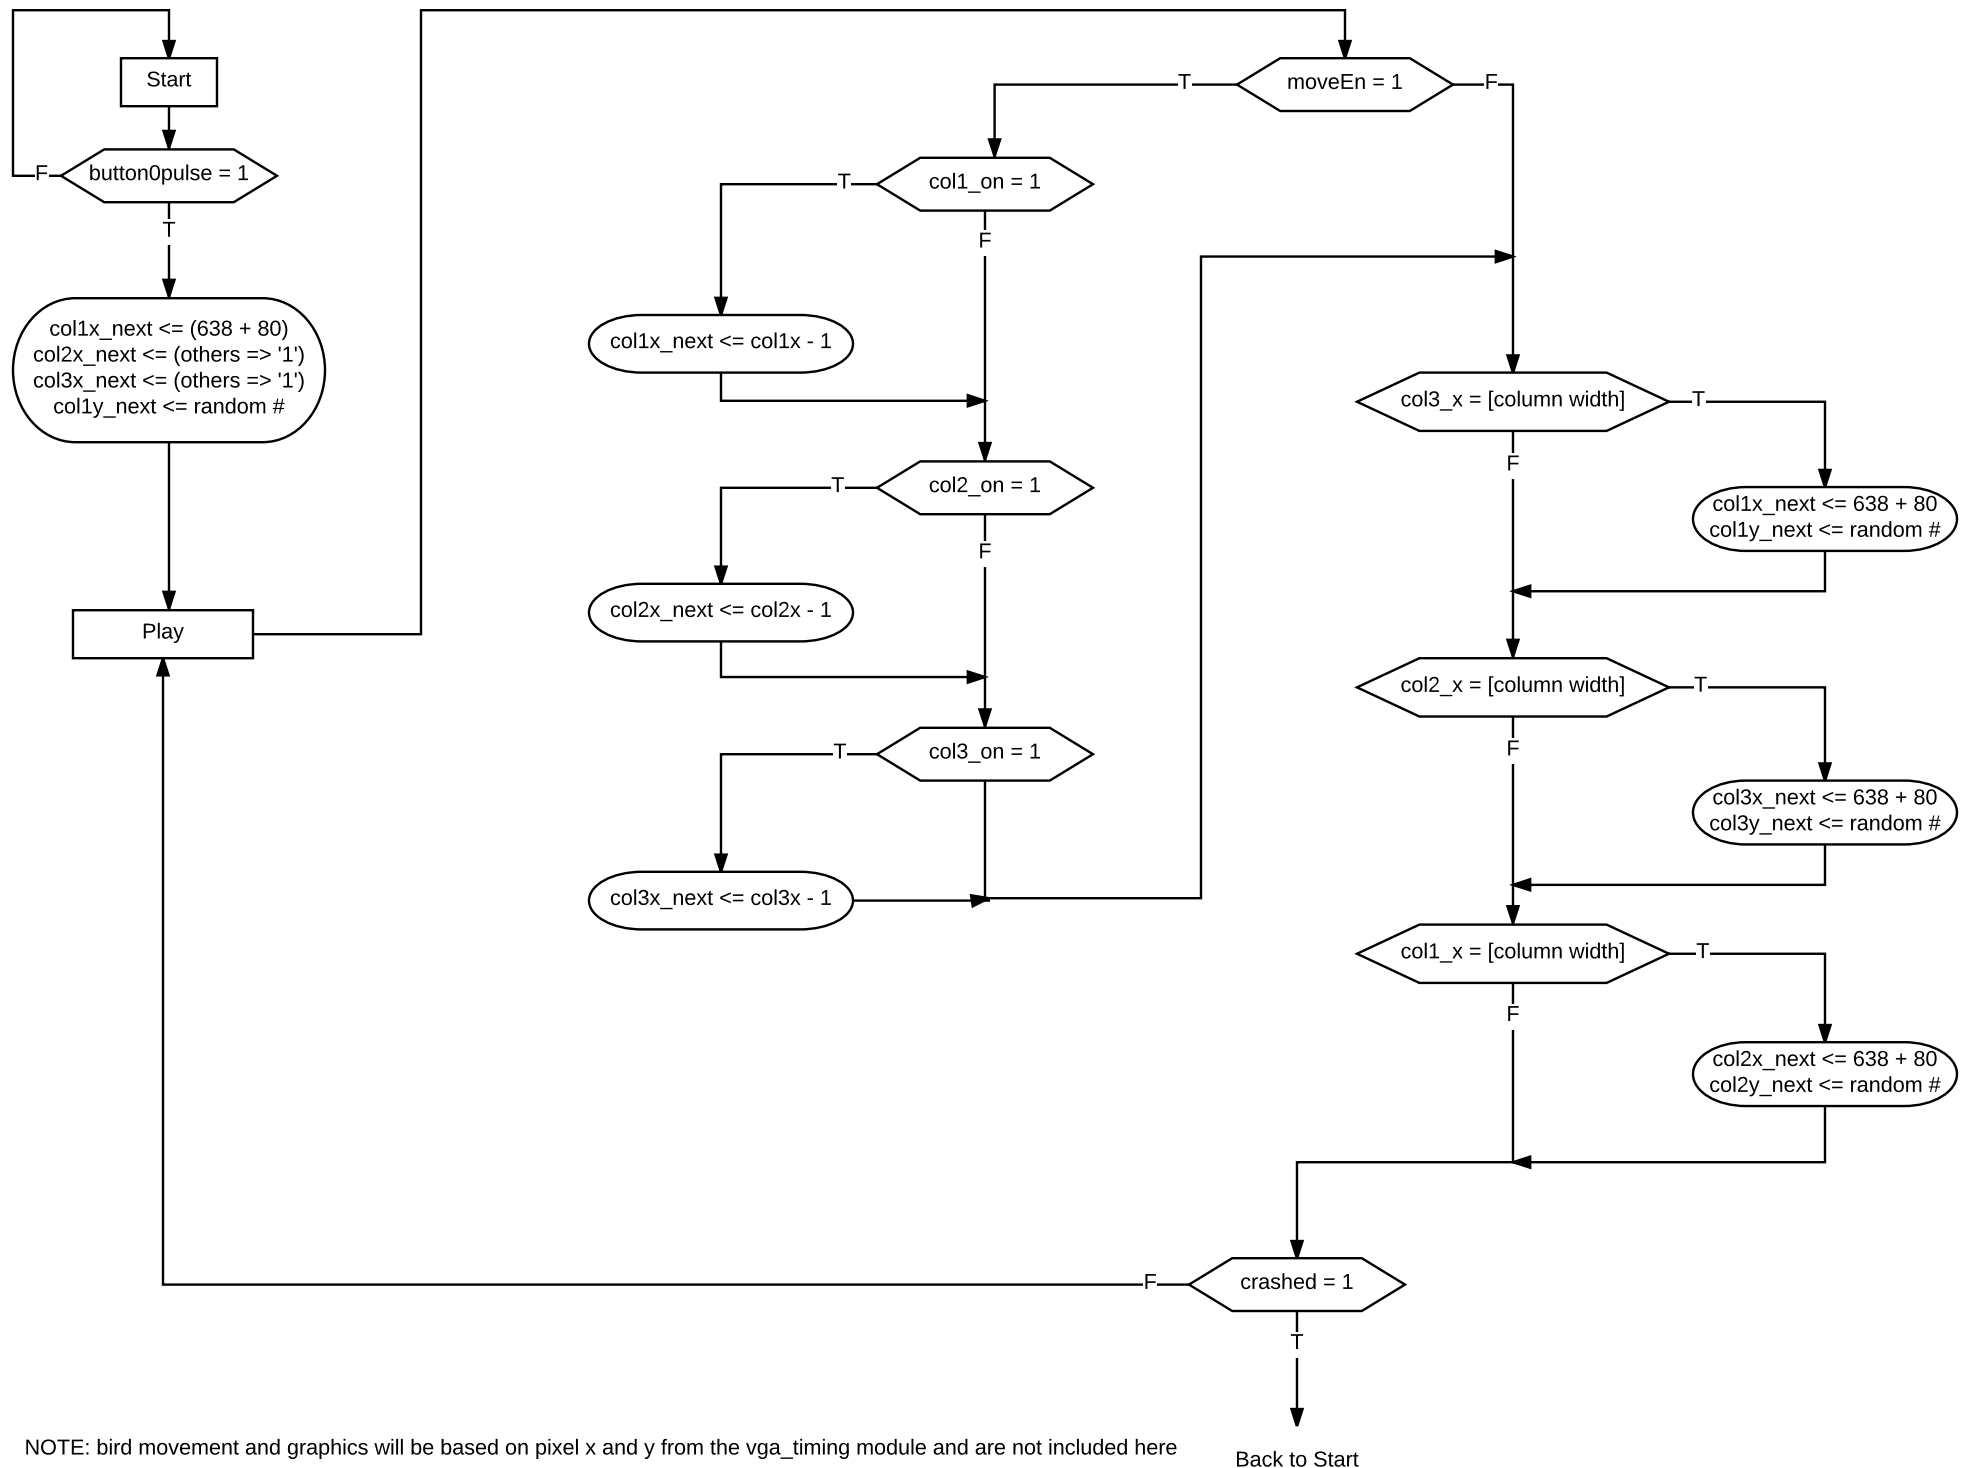 Start
button0pulse = 1
F
T
col1x_next <= (638 + 80)
col2x_next <= (others => '1')
col3x_next <= (others => '1')
col1y_next <= random #
Play
moveEn = 1
T
F
col1_on = 1
T
F
col1x_next <= col1x - 1
col2_on = 1
T
F
col2x_next <= col2x - 1
col3_on = 1
T
col3x_next <= col3x - 1
col3_x = [column width]
T
F
col1x_next <= 638 + 80
col1y_next <= random #
col2_x = [column width]
T
F
col3x_next <= 638 + 80
col3y_next <= random #
col1_x = [column width]
T
F
col2x_next <= 638 + 80
col2y_next <= random #
crashed = 1
F
T
Back to Start
NOTE: bird movement and graphics will be based on pixel x and y from the vga_timing module and are not included here